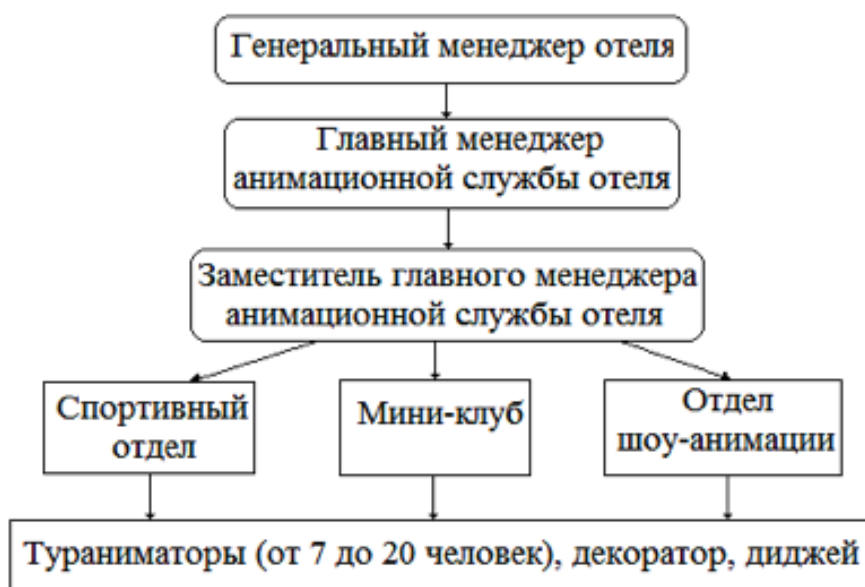 Генеральный менеджер отеля
Главный менеджер
анимационной службы отеля
Заместитель главного менеджера
анимационной службы отеля
Спортивный
отдел
Мини-клуб
Отдел
шоу-анимации
Тураниматоры (от 7 до 20 человек), декоратор, диджей